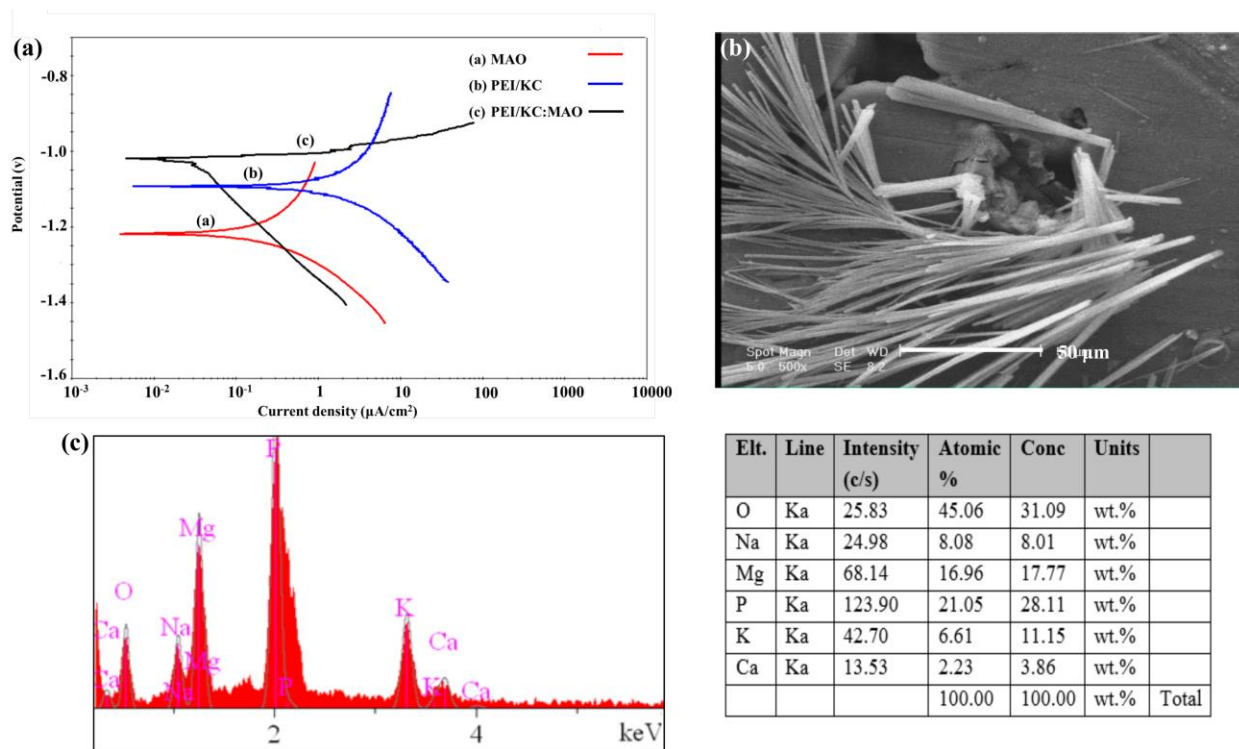 (a)
-0.8
-1.0
-1.2
-1.4
-1.6
Potential (v)
(a) MAO
(b) PEI/KC
(c) PEI/KC:MAO
(c)
(b)
(a)
10⁻³ 10⁻² 10⁻¹ 1 10 100 1000 10000
Current density (µA/cm²)
(b)
Spot Magn Det WD 50 µm
500x SE 8.2
(c)
P
Mg
O
Ca Na K Ca
Mg
Ca Na P K Ca
2 4 keV
Elt. Line Intensity Atomic Conc Units
(c/s) %
O Ka 25.83 45.06 31.09 wt.%
Na Ka 24.98 8.08 8.01 wt.%
Mg Ka 68.14 16.96 17.77 wt.%
P Ka 123.90 21.05 28.11 wt.%
K Ka 42.70 6.61 11.15 wt.%
Ca Ka 13.53 2.23 3.86 wt.%
100.00 100.00 wt.% Total